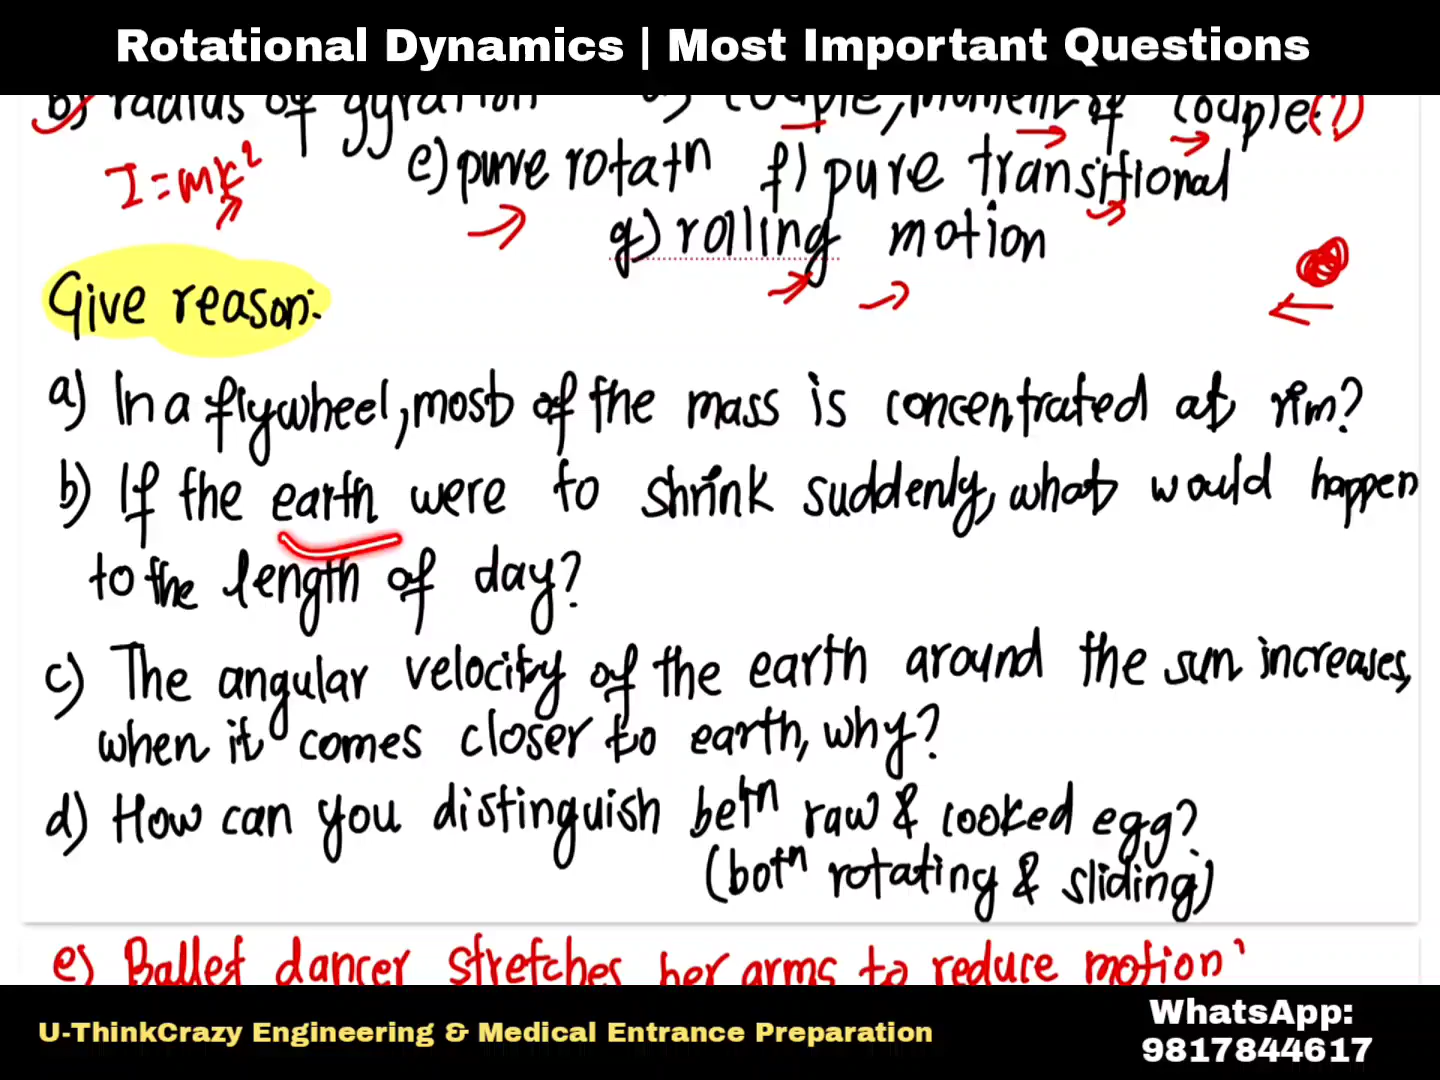 Rotational Dynamics | Most Important Questions
b) radius of gyration d) couple, moment of couple(?)
I = mk²
e) pure rotatn f) pure transitional
g) rolling motion
Give reason:
a) In a flywheel, most of the mass is concentrated at rim?
b) If the earth were to shrink suddenly, what would happen
to the length of day?
c) The angular velocity of the earth around the sun increases,
when it comes closer to earth, why?
d) How can you distinguish betn raw & cooked egg?
(both rotating & sliding)
e) Ballet dancer stretches her arms to reduce motion
U-ThinkCrazy Engineering & Medical Entrance Preparation
WhatsApp:
9817844617